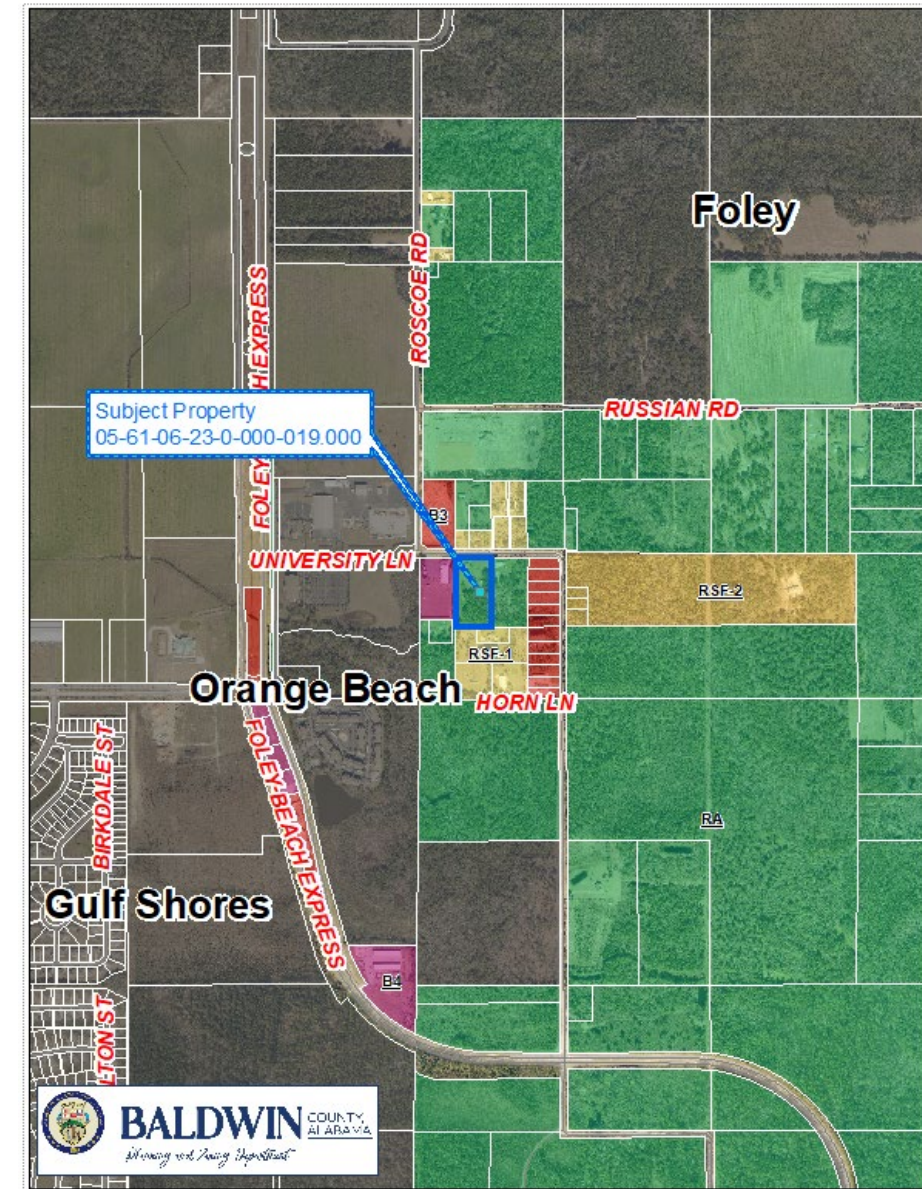 Foley
FOLEY
H EXPRESS
ROSCOE RD
RUSSIAN RD
Subject Property
05-61-06-23-0-000-019.000
B3
UNIVERSITY LN
RSF-2
RSF-1
Orange Beach
HORN LN
FOLEY-BEACH EXPRESS
BIRKDALE ST
RA
Gulf Shores
B4
LTON ST
BALDWIN COUNTY, ALABAMA
Planning and Zoning Department